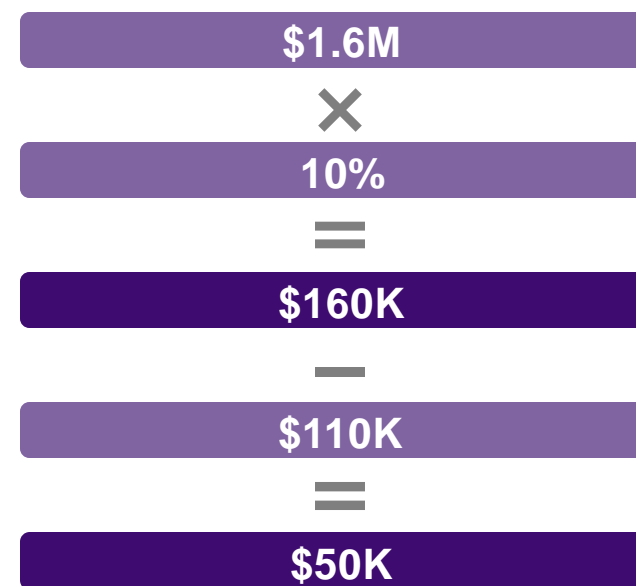 $1.6M
×
10%
=
$160K
−
$110K
=
$50K